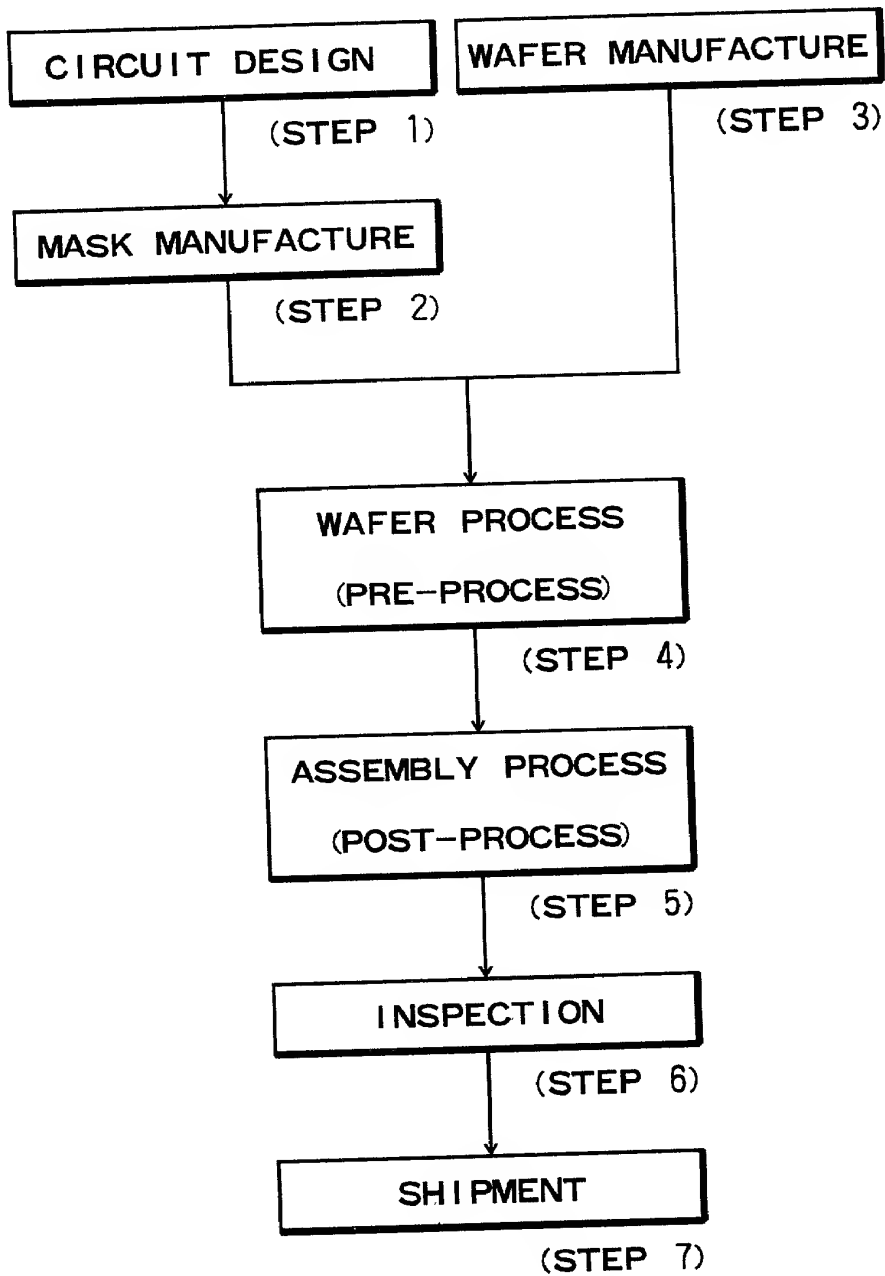 CIRCUIT DESIGN
(STEP 1)
WAFER MANUFACTURE
(STEP 3)
MASK MANUFACTURE
(STEP 2)
WAFER PROCESS
(PRE-PROCESS)
(STEP 4)
ASSEMBLY PROCESS
(POST-PROCESS)
(STEP 5)
INSPECTION
(STEP 6)
SHIPMENT
(STEP 7)